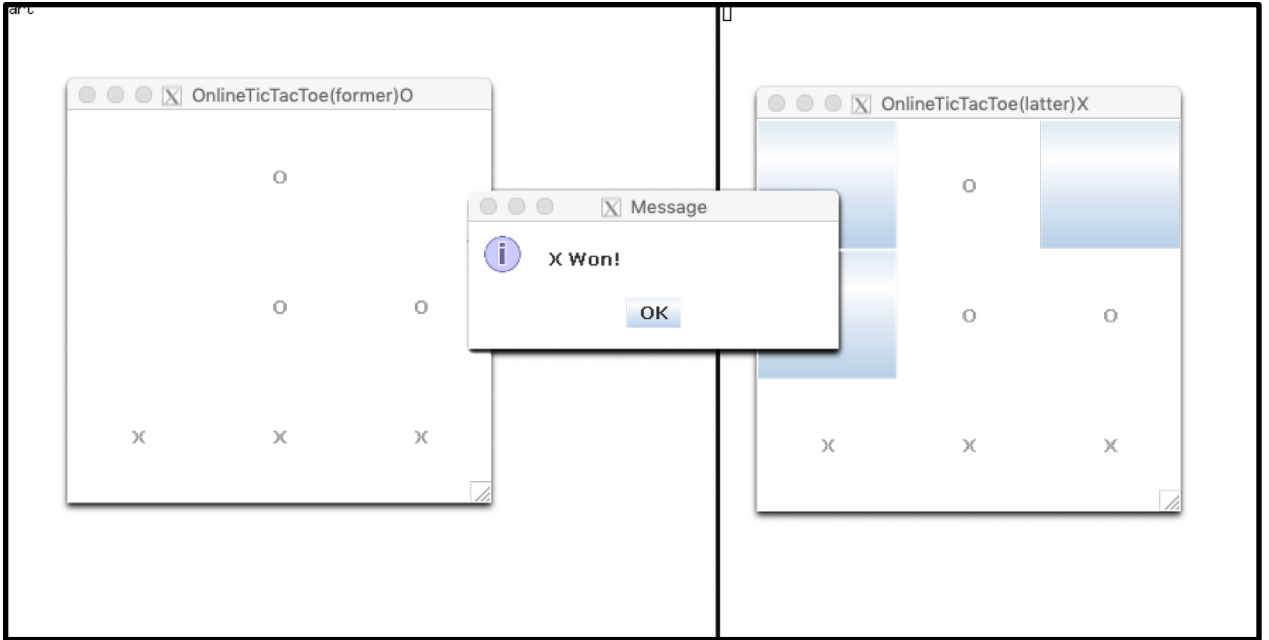 OnlineTicTacToe(former)O
O
O O
X X X
Message
X Won!
OK
OnlineTicTacToe(latter)X
O
O O
X X X